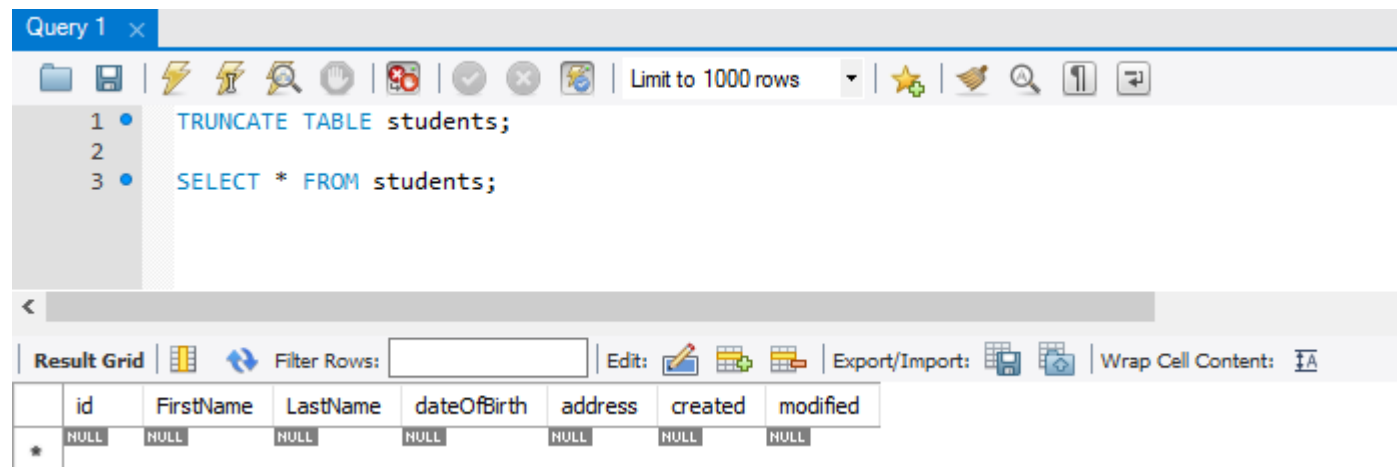 Query 1
Limit to 1000 rows
1 TRUNCATE TABLE students;
2
3 SELECT * FROM students;
Result Grid Filter Rows: Edit: Export/Import: Wrap Cell Content: IA
id FirstName LastName dateOfBirth address created modified
* NULL NULL NULL NULL NULL NULL NULL